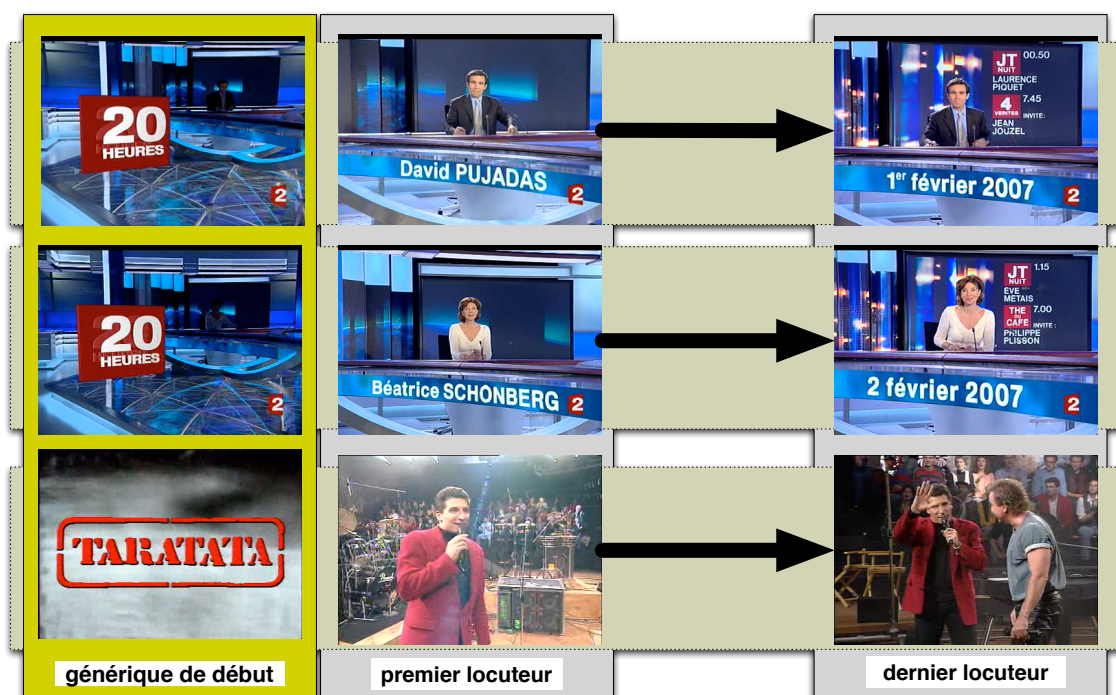 20
HEURES
2
David PUJADAS
2
JT
NUIT
00.50
LAURENCE
PIQUET
4
VERITES
7.45
INVITE :
JEAN
JOUZEL
1er février 2007
2
20
HEURES
2
Béatrice SCHONBERG
2
JT
NUIT
1.15
ÈVE
METAIS
THE
OU
CAFE
7.00
INVITE :
PHILIPPE
PLISSON
2 février 2007
2
TARATATA
générique de début
premier locuteur
dernier locuteur